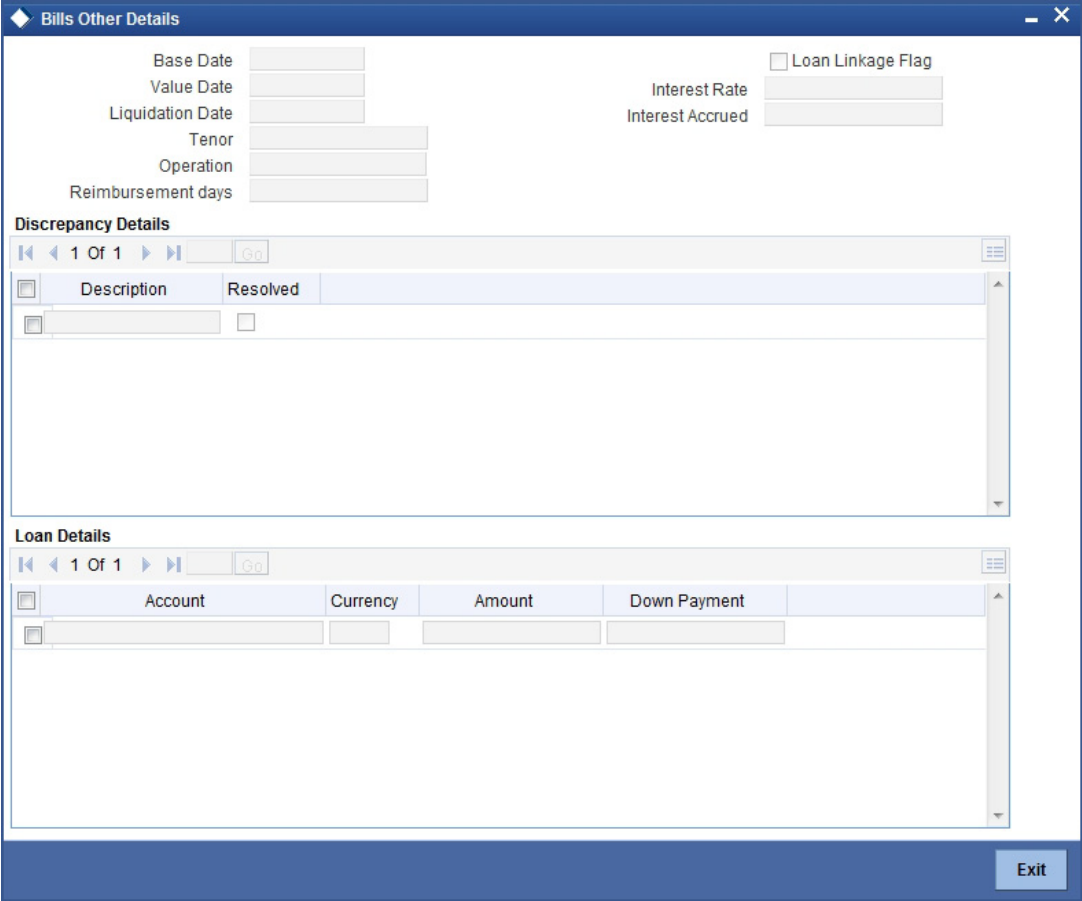 Bills Other Details
Base Date
Loan Linkage Flag
Value Date
Interest Rate
Liquidation Date
Interest Accrued
Tenor
Operation
Reimbursement days
Discrepancy Details
1 Of 1 Go
Description Resolved
Loan Details
1 Of 1 Go
Account Currency Amount Down Payment
Exit